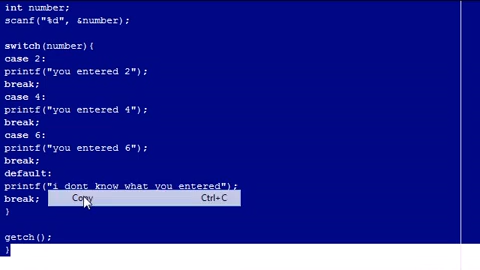 int number;
scanf("%d", &number);
switch(number){
case 2:
printf("you entered 2");
break;
case 4:
printf("you entered 4");
break;
case 6:
printf("you entered 6");
break;
default:
printf("i dont know what you entered");
break;
Copy Ctrl+C
}
getch();
}